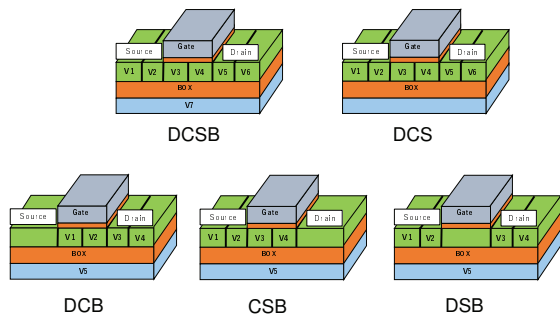 Gate
Source Drain
V1 V2 V3 V4 V5 V6
BOX
V7
DCSB
Gate
Source Drain
V1 V2 V3 V4 V5 V6
BOX
DCS
Gate
Source Drain
V1 V2 V3 V4
BOX
V5
DCB
Gate
Source Drain
V1 V2 V3 V4
BOX
V5
CSB
Gate
Source Drain
V1 V2 V3 V4
BOX
V5
DSB